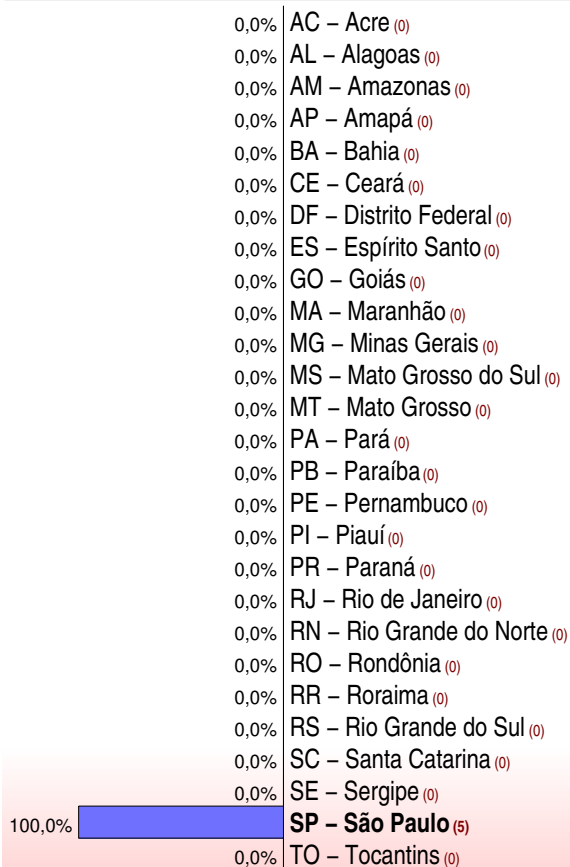 0,0% AC – Acre (0)
0,0% AL – Alagoas (0)
0,0% AM – Amazonas (0)
0,0% AP – Amapá (0)
0,0% BA – Bahia (0)
0,0% CE – Ceará (0)
0,0% DF – Distrito Federal (0)
0,0% ES – Espírito Santo (0)
0,0% GO – Goiás (0)
0,0% MA – Maranhão (0)
0,0% MG – Minas Gerais (0)
0,0% MS – Mato Grosso do Sul (0)
0,0% MT – Mato Grosso (0)
0,0% PA – Pará (0)
0,0% PB – Paraíba (0)
0,0% PE – Pernambuco (0)
0,0% PI – Piauí (0)
0,0% PR – Paraná (0)
0,0% RJ – Rio de Janeiro (0)
0,0% RN – Rio Grande do Norte (0)
0,0% RO – Rondônia (0)
0,0% RR – Roraima (0)
0,0% RS – Rio Grande do Sul (0)
0,0% SC – Santa Catarina (0)
0,0% SE – Sergipe (0)
100,0% SP – São Paulo (5)
0,0% TO – Tocantins (0)